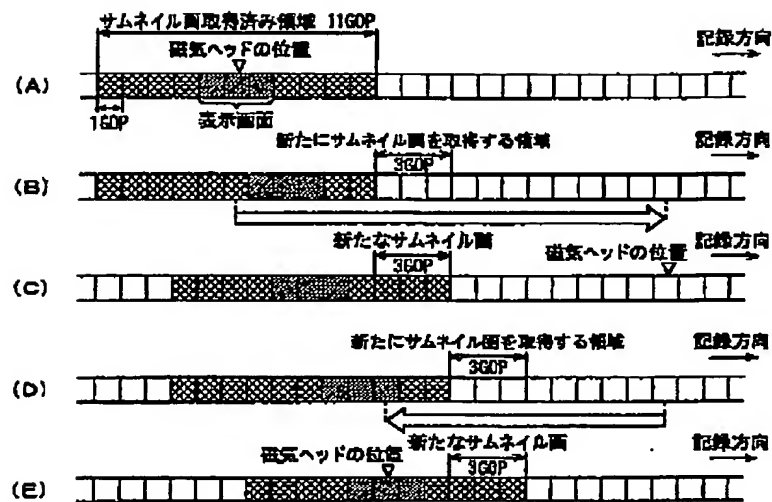 サムネイル画取得済み領域 11GOP
記録方向
磁気ヘッドの位置
(A)
1GOP
表示画面
新たにサムネイル画を取得する領域
記録方向
3GOP
(B)
新たなサムネイル画
磁気ヘッドの位置
記録方向
3GOP
(C)
新たにサムネイル画を取得する領域
記録方向
3GOP
(D)
磁気ヘッドの位置
新たなサムネイル画
記録方向
3GOP
(E)